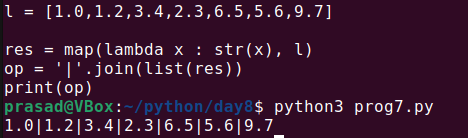 l = [1.0,1.2,3.4,2.3,6.5,5.6,9.7]
res = map(lambda x : str(x), l)
op = '|'.join(list(res))
print(op)
prasad@VBox:~/python/day8$ python3 prog7.py
1.0|1.2|3.4|2.3|6.5|5.6|9.7